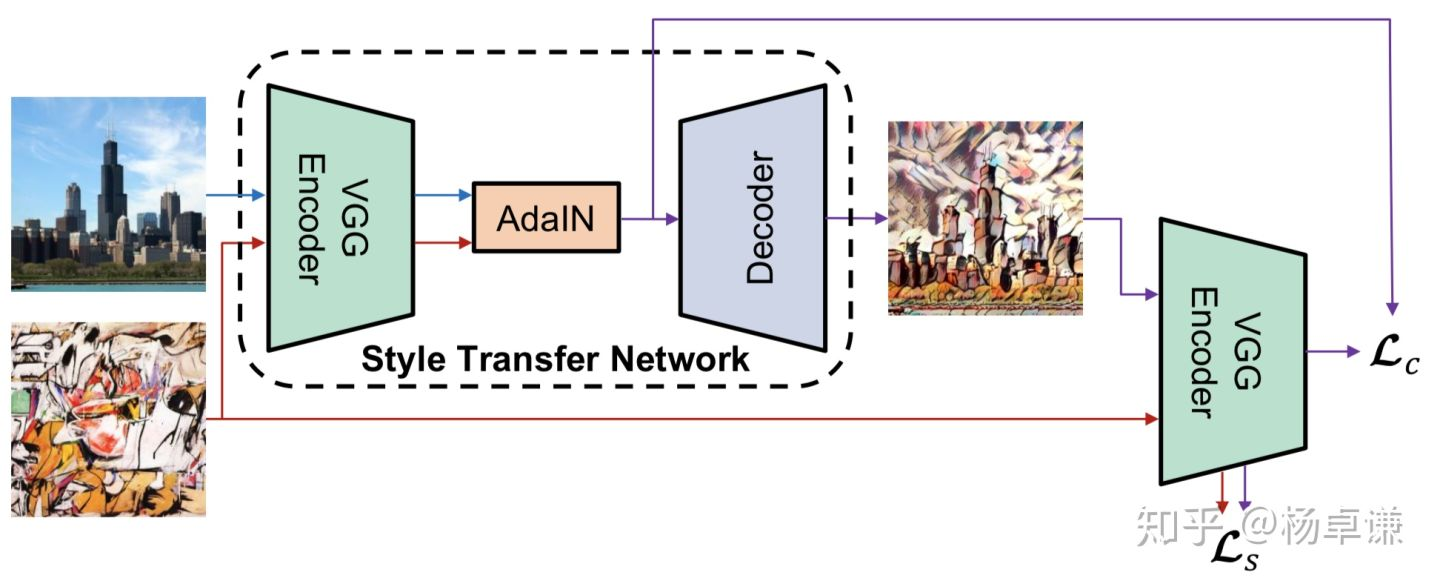 VGG
Encoder
AdaIN
Decoder
Style Transfer Network
VGG
Encoder
ℒc
ℒs
知乎 @杨卓谦